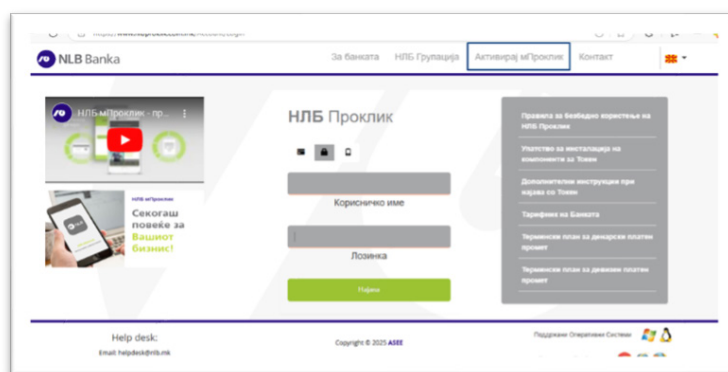 NLB Banka
За банката
НЛБ Групација
Активирај мПроклик
Контакт
НЛБ мПроклик - пр...
НЛБ мПроклик
Секогаш
повеќе за
Вашиот
бизнис!
НЛБ Проклик
Корисничко име
Лозинка
Најави
Правила за безбедно користење на
НЛБ Проклик
Упатство за инсталација на
компоненти за Токен
Дополнителни инструкции при
најава со Токен
Тарифник на Банката
Термински план за денарски платен
промет
Термински план за девизен платен
промет
Help desk:
Email: helpdesk@nlb.mk
Copyright © 2025 ASEE
Поддржани Оперативни Системи